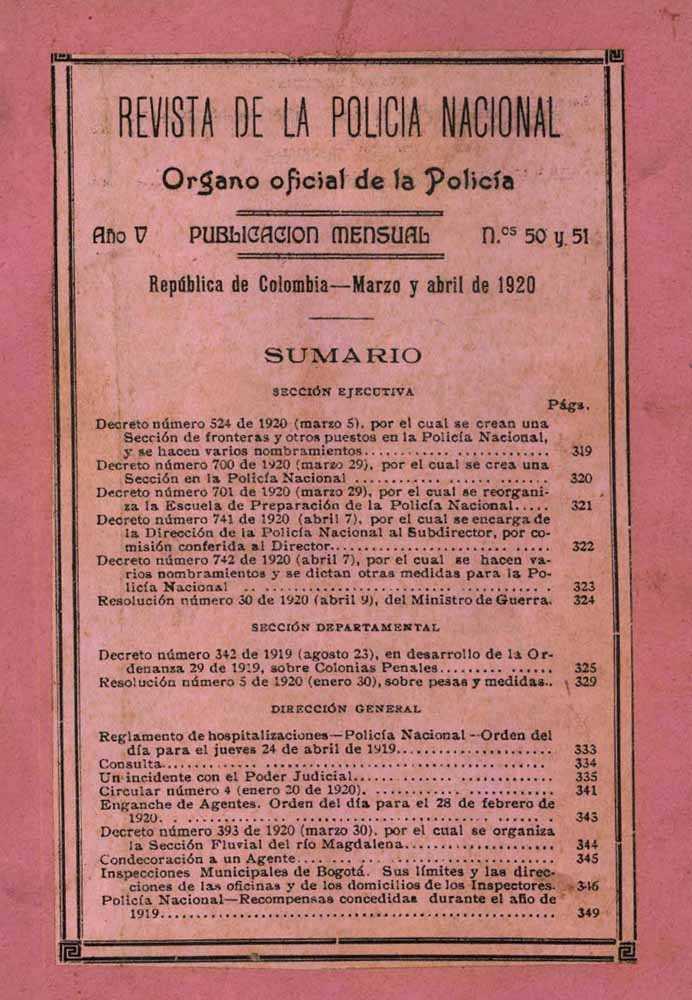 REVISTA DE LA POLICIA NACIONAL
Organo oficial de la Policía
Año V PUBLICACION MENSUAL N.os 50 y 51
República de Colombia—Marzo y abril de 1920
SUMARIO
SECCIÓN EJECUTIVA
Págs.
Decreto número 524 de 1920 (marzo 5), por el cual se crean una
Sección de fronteras y otros puestos en la Policía Nacional,
y se hacen varios nombramientos............................ 319
Decreto número 700 de 1920 (marzo 29), por el cual se crea una
Sección en la Policía Nacional ............................ 320
Decreto número 701 de 1920 (marzo 29), por el cual se reorgani-
za la Escuela de Preparación de la Policía Nacional..... 321
Decreto número 741 de 1920 (abril 7), por el cual se encarga de
la Dirección de la Policía Nacional al Subdirector, por co-
misión conferida al Director................................ 322
Decreto número 742 de 1920 (abril 7), por el cual se hacen va-
rios nombramientos y se dictan otras medidas para la Po-
licía Nacional .. ............................................ 323
Resolución número 30 de 1920 (abril 9), del Ministro de Guerra. 324
SECCIÓN DEPARTAMENTAL
Decreto número 342 de 1919 (agosto 23), en desarrollo de la Or-
denanza 29 de 1919, sobre Colonias Penales............... 325
Resolución número 5 de 1920 (enero 30), sobre pesas y medidas.. 329
DIRECCIÓN GENERAL
Reglamento de hospitalizaciones—Policía Nacional—Orden del
día para el jueves 24 de abril de 1919..................... 333
Consulta.................................................... 334
Un incidente con el Poder Judicial.......................... 335
Circular número 4 (enero 20 de 1920). ...................... 341
Enganche de Agentes. Orden del día para el 28 de febrero de
1920. ...................................................... 343
Decreto número 393 de 1920 (marzo 30), por el cual se organiza
la Sección Fluvial del río Magdalena........................ 344
Condecoración a un Agente................................... 345
Inspecciones Municipales de Bogotá. Sus límites y las direc-
ciones de las oficinas y de los domicilios de los Inspectores. 346
Policía Nacional—Recompensas concedidas durante el año de
1919........................................................ 349